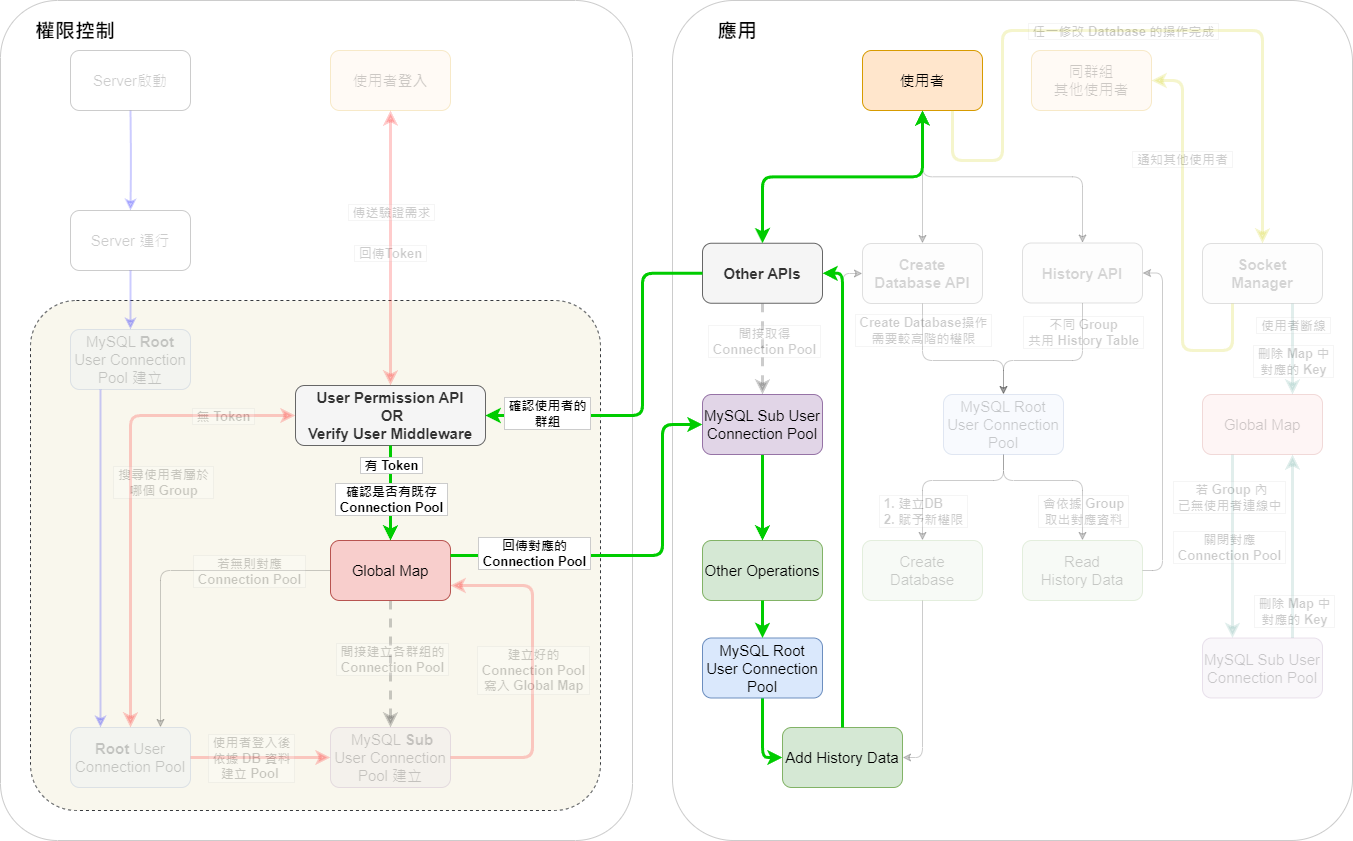 權限控制
Server啟動
使用者登入
Server 運行
傳送驗證需求
回傳Token
MySQL Root
User Connection
Pool 建立
User Permission API
OR
Verify User Middleware
無 Token
確認使用者的
群組
有 Token
搜尋使用者屬於
哪個 Group
確認是否有既存
Connection Pool
回傳對應的
Connection Pool
Global Map
若無則對應
Connection Pool
間接建立各群組的
Connection Pool
建立好的
Connection Pool
寫入 Global Map
Root User
Connection Pool
使用者登入後
依據 DB 資料
建立 Pool
MySQL Sub
User Connection
Pool 建立
應用
使用者
任一修改 Database 的操作完成
同群組
其他使用者
通知其他使用者
Other APIs
Create
Database API
History API
Socket
Manager
間接取得
Connection Pool
Create Database操作
需要較高階的權限
不同 Group
共用 History Table
使用者斷線
刪除 Map 中
對應的 Key
MySQL Sub User
Connection Pool
MySQL Root
User Connection
Pool
Global Map
1. 建立DB
2. 賦予新權限
會依據 Group
取出對應資料
若 Group 內
已無使用者連線中
關閉對應
Connection Pool
Other Operations
Create
Database
Read
History Data
刪除 Map 中
對應的 Key
MySQL Root
User Connection
Pool
MySQL Sub User
Connection Pool
Add History Data